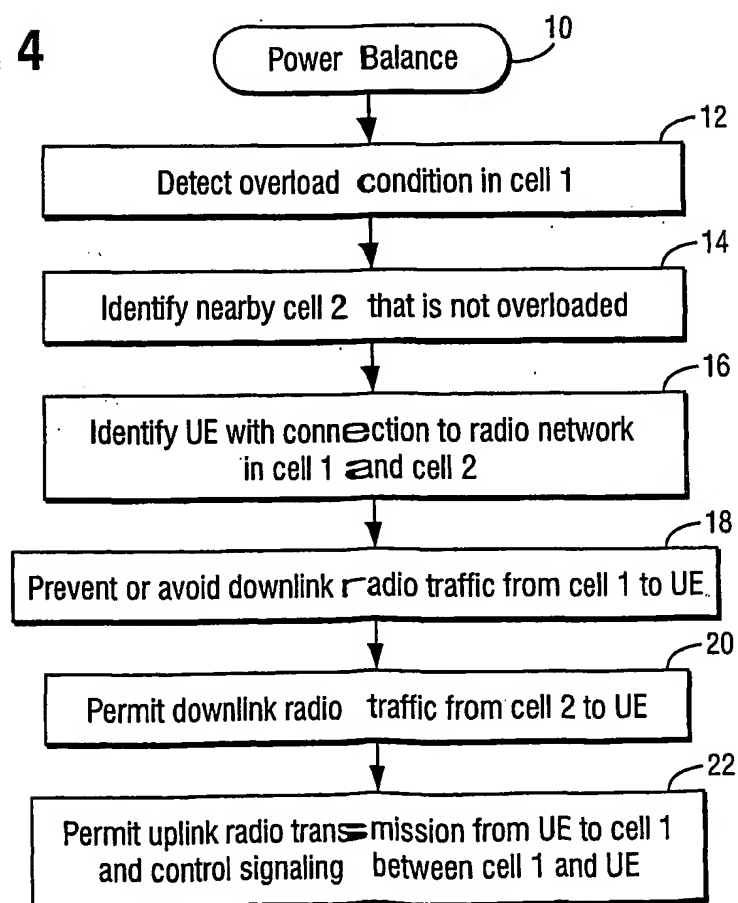 4
Power Balance
10
12
Detect overload condition in cell 1
14
Identify nearby cell 2 that is not overloaded
16
Identify UE with connection to radio network
in cell 1 and cell 2
18
Prevent or avoid downlink radio traffic from cell 1 to UE
20
Permit downlink radio traffic from cell 2 to UE
22
Permit uplink radio transmission from UE to cell 1
and control signaling between cell 1 and UE